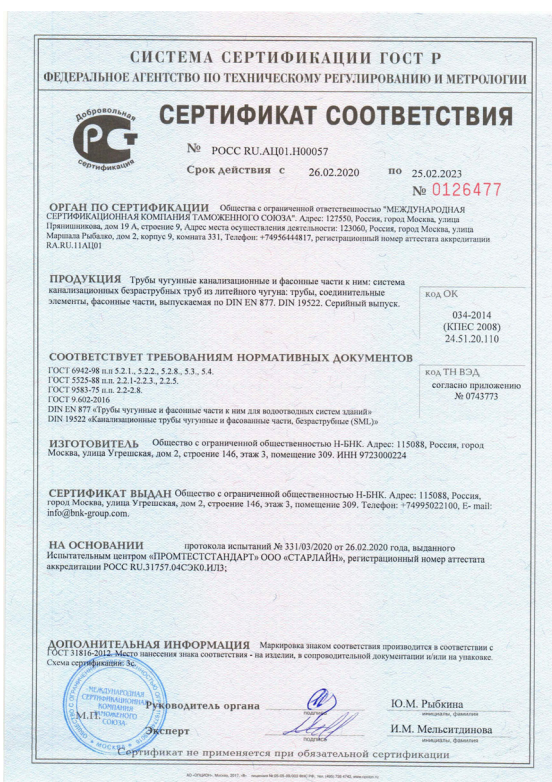 СИСТЕМА СЕРТИФИКАЦИИ ГОСТ Р
ФЕДЕРАЛЬНОЕ АГЕНТСТВО ПО ТЕХНИЧЕСКОМУ РЕГУЛИРОВАНИЮ И МЕТРОЛОГИИ
Добровольная
сертификация
СЕРТИФИКАТ СООТВЕТСТВИЯ
№ РОСС RU.АЦ01.Н00057
Срок действия с 26.02.2020 по 25.02.2023
№ 0126477
ОРГАН ПО СЕРТИФИКАЦИИ Общества с ограниченной ответственностью "МЕЖДУНАРОДНАЯ
СЕРТИФИКАЦИОННАЯ КОМПАНИЯ ТАМОЖЕННОГО СОЮЗА". Адрес: 127550, Россия, город Москва, улица
Прянишникова, дом 19 А, строение 9, Адрес места осуществления деятельности: 123060, Россия, город Москва, улица
Маршала Рыбалко, дом 2, корпус 9, комната 331, Телефон: +74956444817, регистрационный номер аттестата аккредитации
RA.RU.11АЦ01
ПРОДУКЦИЯ Трубы чугунные канализационные и фасонные части к ним: система
канализационных безраструбных труб из литейного чугуна: трубы, соединительные
элементы, фасонные части, выпускаемая по DIN EN 877. DIN 19522. Серийный выпуск.
код ОК
034-2014
(КПЕС 2008)
24.51.20.110
СООТВЕТСТВУЕТ ТРЕБОВАНИЯМ НОРМАТИВНЫХ ДОКУМЕНТОВ
ГОСТ 6942-98 п.п 5.2.1., 5.2.2., 5.2.8., 5.3., 5.4.
ГОСТ 5525-88 п.п. 2.2.1-2.2.3., 2.2.5.
ГОСТ 9583-75 п.п. 2.2-2.8.
ГОСТ 9.602-2016
DIN EN 877 «Трубы чугунные и фасонные части к ним для водоотводных систем зданий»
DIN 19522 «Канализационные трубы чугунные и фасованные части, безраструбные (SML)»
код ТН ВЭД
согласно приложению
№ 0743773
ИЗГОТОВИТЕЛЬ Общество с ограниченной общественностью Н-БНК. Адрес: 115088, Россия, город
Москва, улица Угрешская, дом 2, строение 146, этаж 3, помещение 309. ИНН 9723000224
СЕРТИФИКАТ ВЫДАН Общество с ограниченной общественностью Н-БНК. Адрес: 115088, Россия,
город Москва, улица Угрешская, дом 2, строение 146, этаж 3, помещение 309. Телефон: +74995022100, E- mail:
info@bnk-group.com.
НА ОСНОВАНИИ протокола испытаний № 331/03/2020 от 26.02.2020 года, выданного
Испытательным центром «ПРОМТЕСТСТАНДАРТ» ООО «СТАРЛАЙН», регистрационный номер аттестата
аккредитации РОСС RU.31757.04СЭК0.ИЛ3;
ДОПОЛНИТЕЛЬНАЯ ИНФОРМАЦИЯ Маркировка знаком соответствия производится в соответствии с
ГОСТ 31816-2012. Место нанесения знака соответствия - на изделии, в сопроводительной документации и/или на упаковке.
Схема сертификации: 3с.
МЕЖДУНАРОДНАЯ
СЕРТИФИКАЦИОННАЯ
КОМПАНИЯ
ТАМОЖЕННОГО
СОЮЗА
МОСКВА
М.П.
Руководитель органа
подпись
Ю.М. Рыбкина
инициалы, фамилия
Эксперт
подпись
И.М. Мельситдинова
инициалы, фамилия
Сертификат не применяется при обязательной сертификации